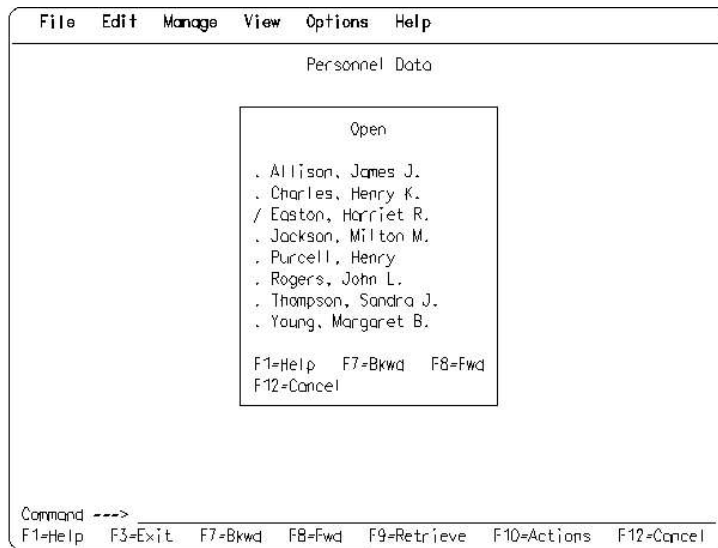 File Edit Manage View Options Help
Personnel Data
Open
. Allison, James J.
. Charles, Henry K.
/ Easton, Harriet R.
. Jackson, Milton M.
. Purcell, Henry
. Rogers, John L.
. Thompson, Sandra J.
. Young, Margaret B.
F1=Help F7=Bkwd F8=Fwd
F12=Cancel
Command --->
F1=Help F3=Exit F7=Bkwd F8=Fwd F9=Retrieve F10=Actions F12=Cancel